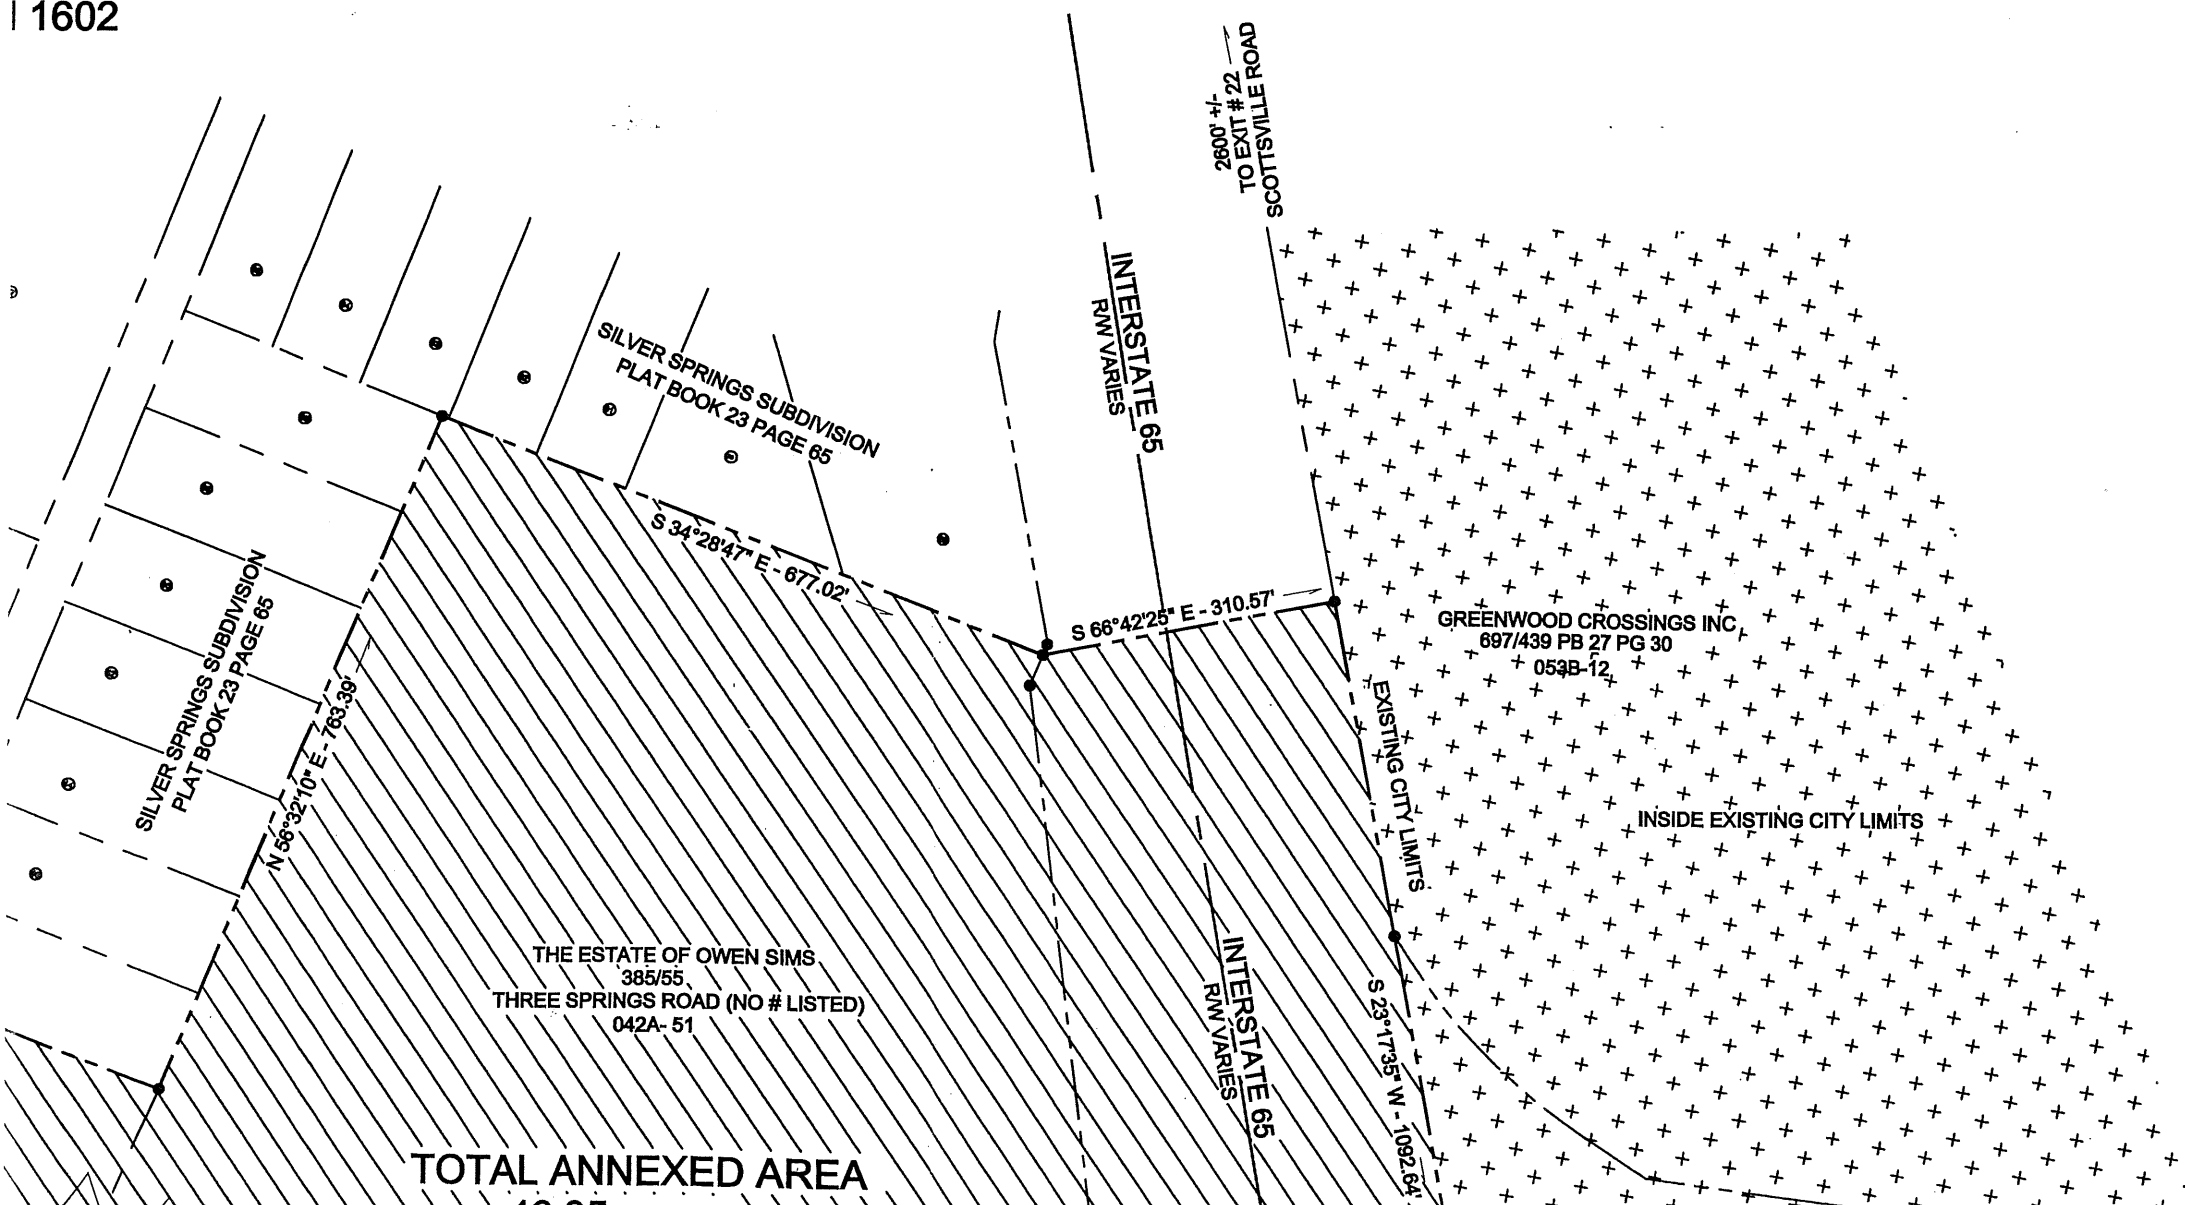 1602
2600' +/-
TO EXIT # 22
SCOTTSVILLE ROAD
INTERSTATE 65
R/W VARIES
SILVER SPRINGS SUBDIVISION
PLAT BOOK 23 PAGE 65
S 34°28'47" E - 677.02'
S 66°42'25" E - 310.57'
GREENWOOD CROSSINGS INC
697/439 PB 27 PG 30
053B-12
SILVER SPRINGS SUBDIVISION
PLAT BOOK 23 PAGE 65
N 56°32'10" E - 763.39'
EXISTING CITY LIMITS
INSIDE EXISTING CITY LIMITS
THE ESTATE OF OWEN SIMS
385/55
THREE SPRINGS ROAD (NO # LISTED)
042A- 51
INTERSTATE 65
R/W VARIES
S 23°17'35" W - 1092.64'
TOTAL ANNEXED AREA